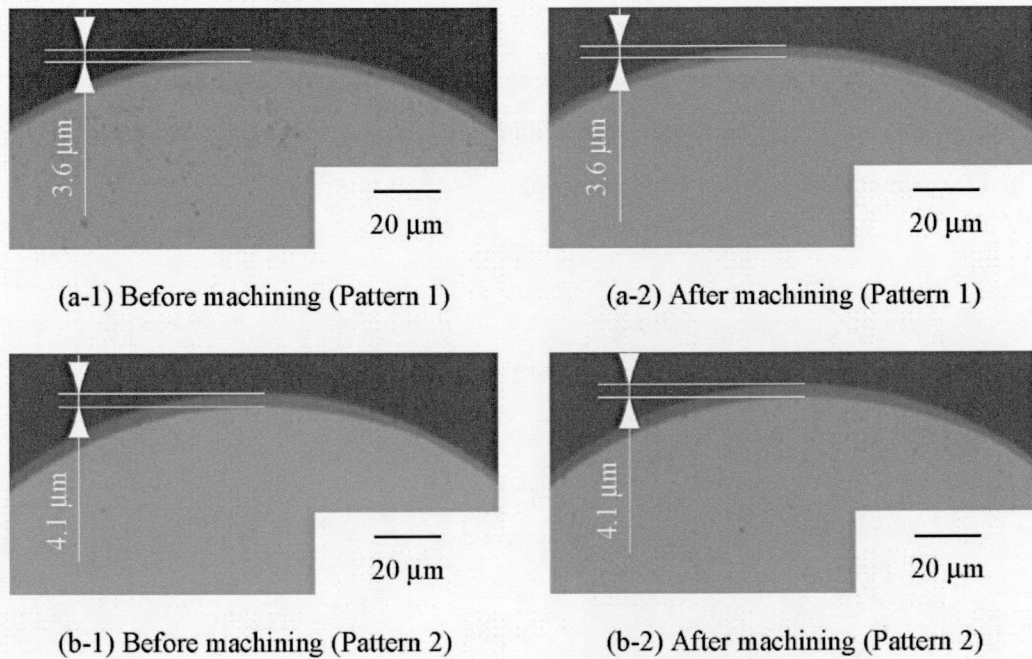 3.6 μm
20 μm
3.6 μm
20 μm
(a-1) Before machining (Pattern 1)
(a-2) After machining (Pattern 1)
4.1 μm
20 μm
4.1 μm
20 μm
(b-1) Before machining (Pattern 2)
(b-2) After machining (Pattern 2)